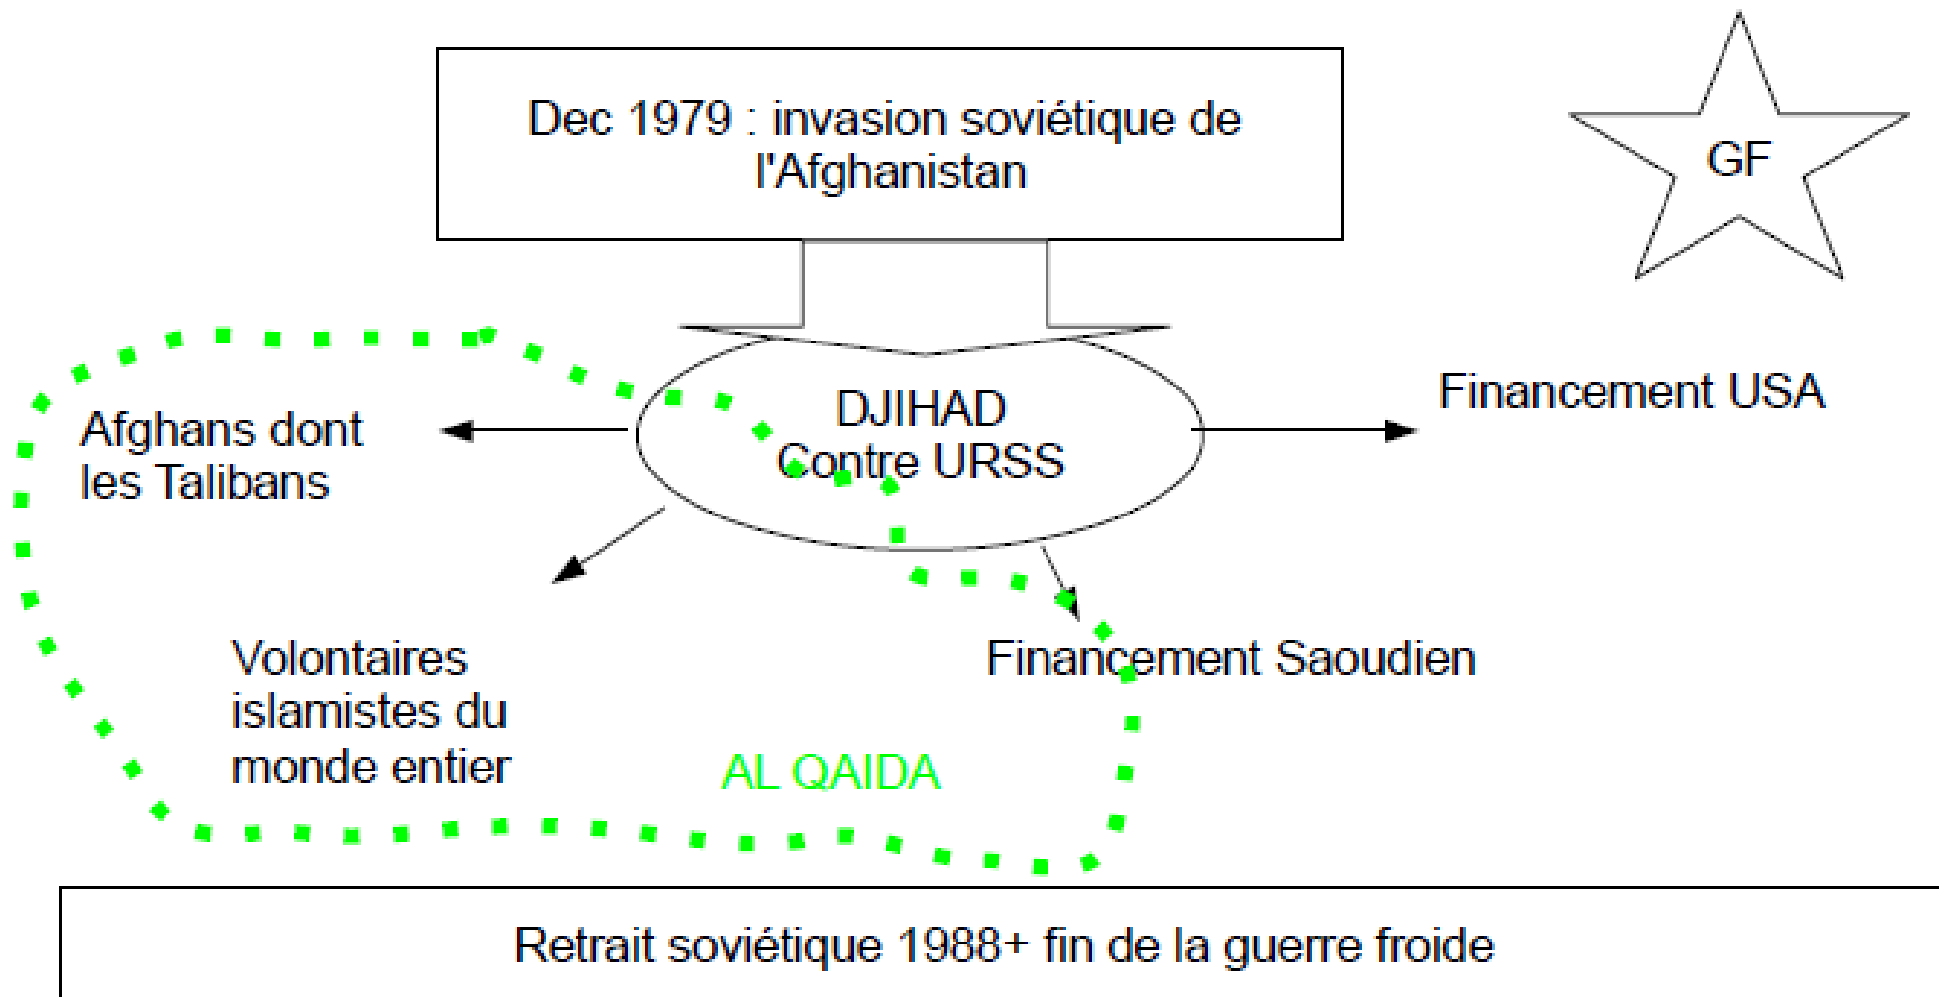 Dec 1979 : invasion soviétique de
l'Afghanistan
GF
DJIHAD
Contre URSS
Financement USA
Afghans dont
les Talibans
Volontaires
islamistes du
monde entier
Financement Saoudien
AL QAIDA
Retrait soviétique 1988+ fin de la guerre froide